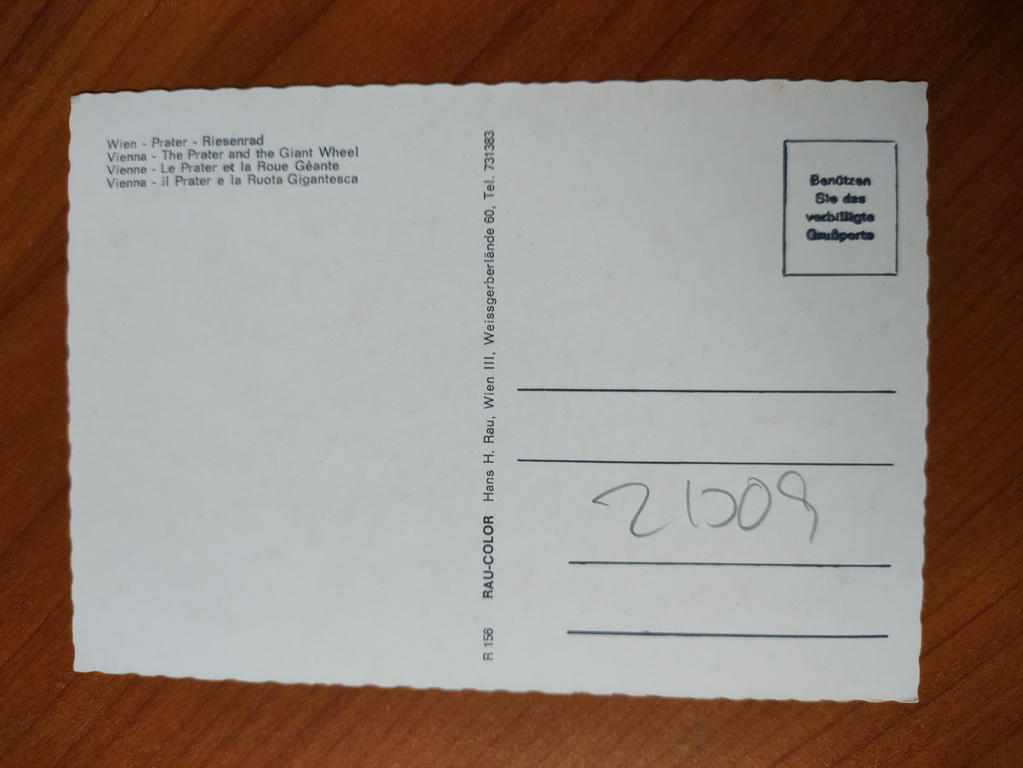 Wien - Prater - Riesenrad
Vienna - The Prater and the Giant Wheel
Vienne - Le Prater et la Roue Géante
Vienna - il Prater e la Ruota Gigantesca
R 156 RAU-COLOR Hans H. Rau, Wien III, Weissgerberlände 60, Tel. 731383
Benützen
Sie das
verbilligte
Grußporto